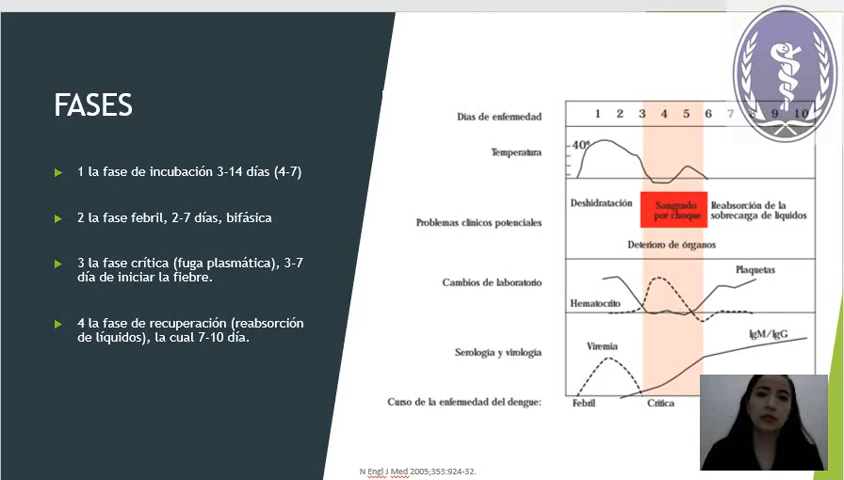 FASES
1 la fase de incubación 3-14 días (4-7)
2 la fase febril, 2-7 días, bifásica
3 la fase crítica (fuga plasmática), 3-7
día de iniciar la fiebre.
4 la fase de recuperación (reabsorción
de líquidos), la cual 7-10 día.
Días de enfermedad
1 2 3 4 5 6 7 8 9 10
Temperatura
40°
Problemas clínicos potenciales
Deshidratación
Sangrado
por choque
Reabsorción de la
sobrecarga de líquidos
Deterioro de órganos
Cambios de laboratorio
Plaquetas
Hematocrito
Serología y virología
Viremia
IgM/IgG
Curso de la enfermedad del dengue:
Febril
Crítica
N Engl J Med 2005;353:924-32.